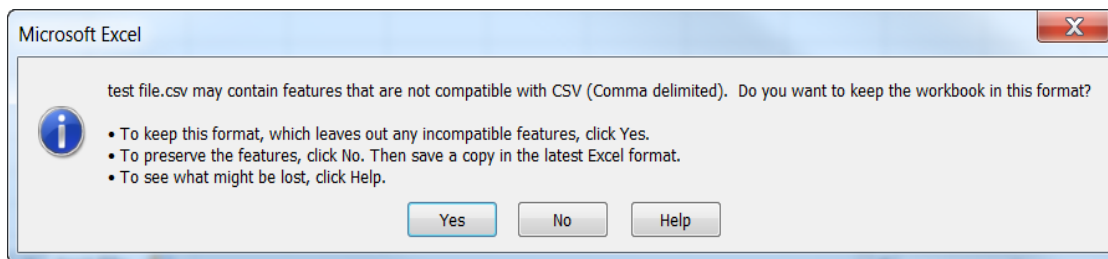 Microsoft Excel
X
test file.csv may contain features that are not compatible with CSV (Comma delimited).  Do you want to keep the workbook in this format?
• To keep this format, which leaves out any incompatible features, click Yes.
• To preserve the features, click No. Then save a copy in the latest Excel format.
• To see what might be lost, click Help.
Yes No Help